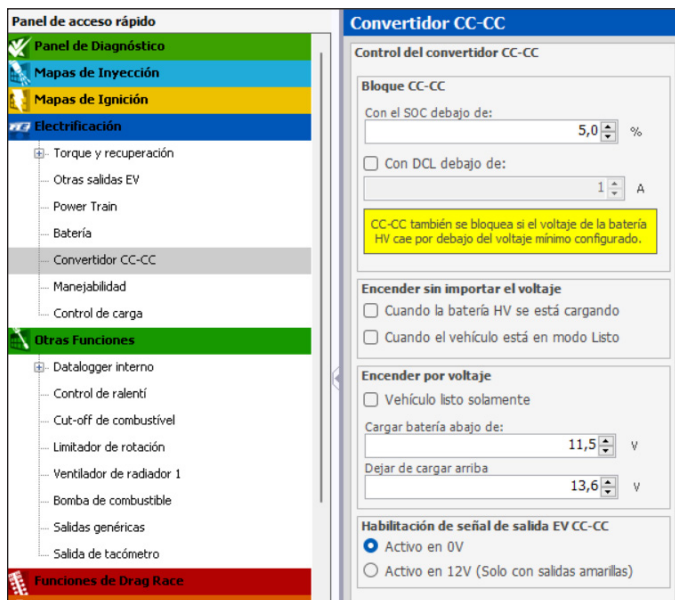 Panel de acceso rápido
Panel de Diagnóstico
Mapas de Inyección
Mapas de Ignición
Electrificación
Torque y recuperación
Otras salidas EV
Power Train
Batería
Convertidor CC-CC
Manejabilidad
Control de carga
Otras Funciones
Datalogger interno
Control de ralentí
Cut-off de combustível
Limitador de rotación
Ventilador de radiador 1
Bomba de combustible
Salidas genéricas
Salida de tacómetro
Funciones de Drag Race
Convertidor CC-CC
Control del convertidor CC-CC
Bloque CC-CC
Con el SOC debajo de:
5,0 %
Con DCL debajo de:
1 A
CC-CC también se bloquea si el voltaje de la batería
HV cae por debajo del voltaje mínimo configurado.
Encender sin importar el voltaje
Cuando la batería HV se está cargando
Cuando el vehículo está en modo Listo
Encender por voltaje
Vehículo listo solamente
Cargar batería abajo de:
11,5 V
Dejar de cargar arriba
13,6 V
Habilitación de señal de salida EV CC-CC
Activo en 0V
Activo en 12V (Solo con salidas amarillas)